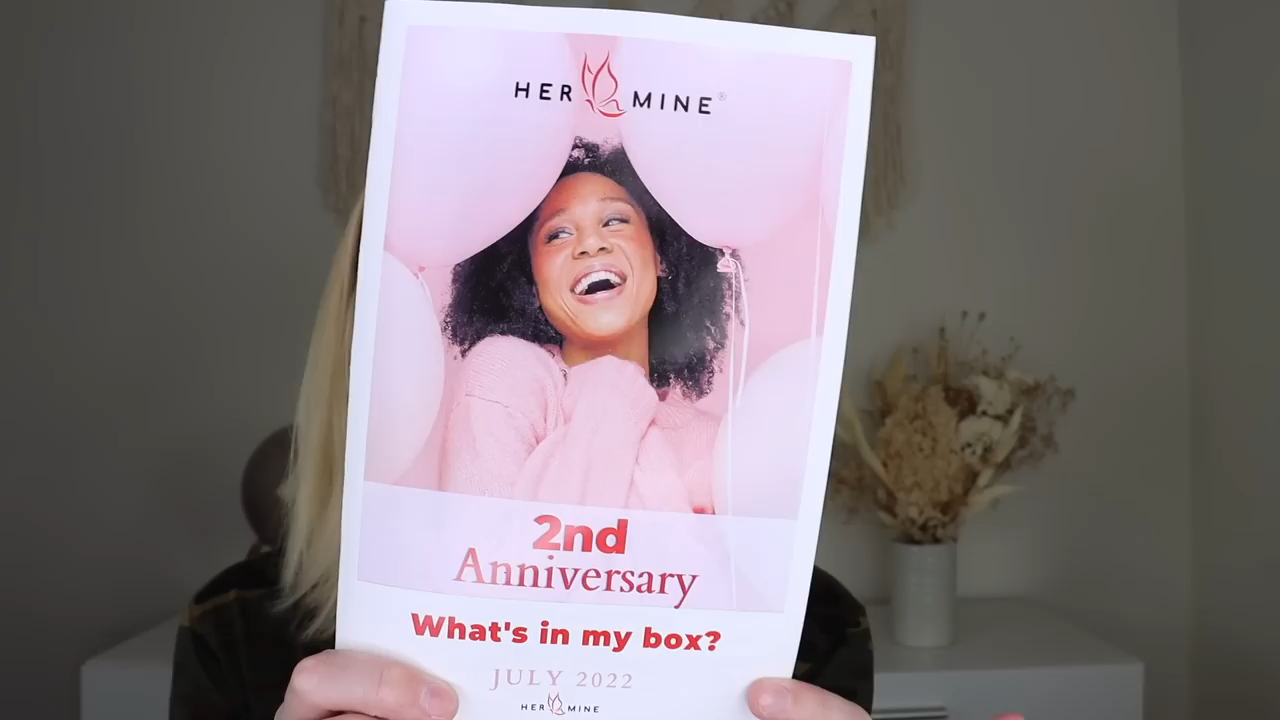 HER MINE®
2nd
Anniversary
What's in my box?
JULY 2022
HER MINE